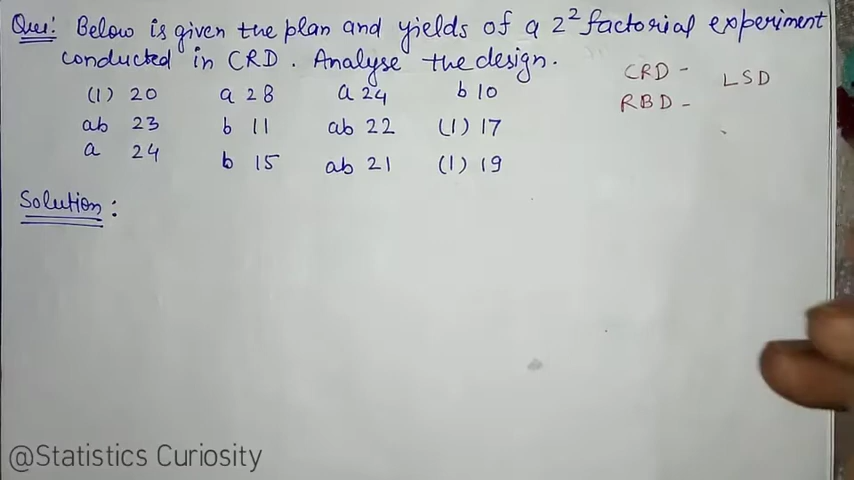 Ques: Below is given the plan and yields of a 2² factorial experiment
conducted in CRD. Analyse the design.
CRD - LSD
RBD -
(1) 20 a 28 a 24 b 10
ab 23 b 11 ab 22 (1) 17
a 24 b 15 ab 21 (1) 19
Solution:
@Statistics Curiosity